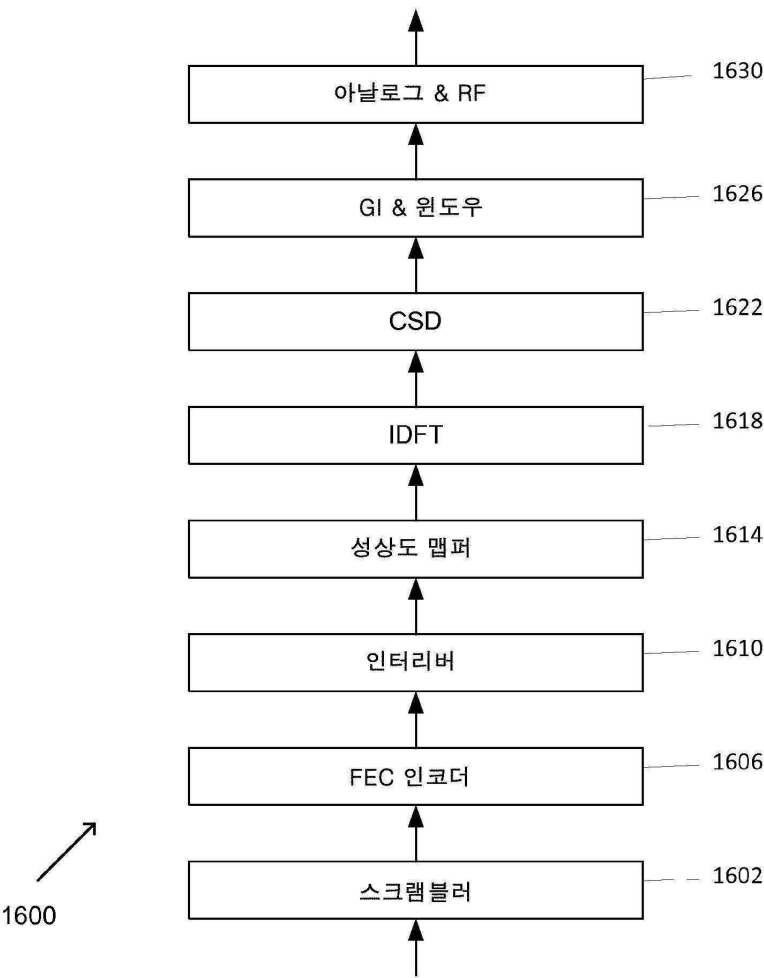 아날로그 & RF
1630
GI & 윈도우
1626
CSD
1622
IDFT
1618
성상도 맵퍼
1614
인터리버
1610
FEC 인코더
1606
스크램블러
1602
1600